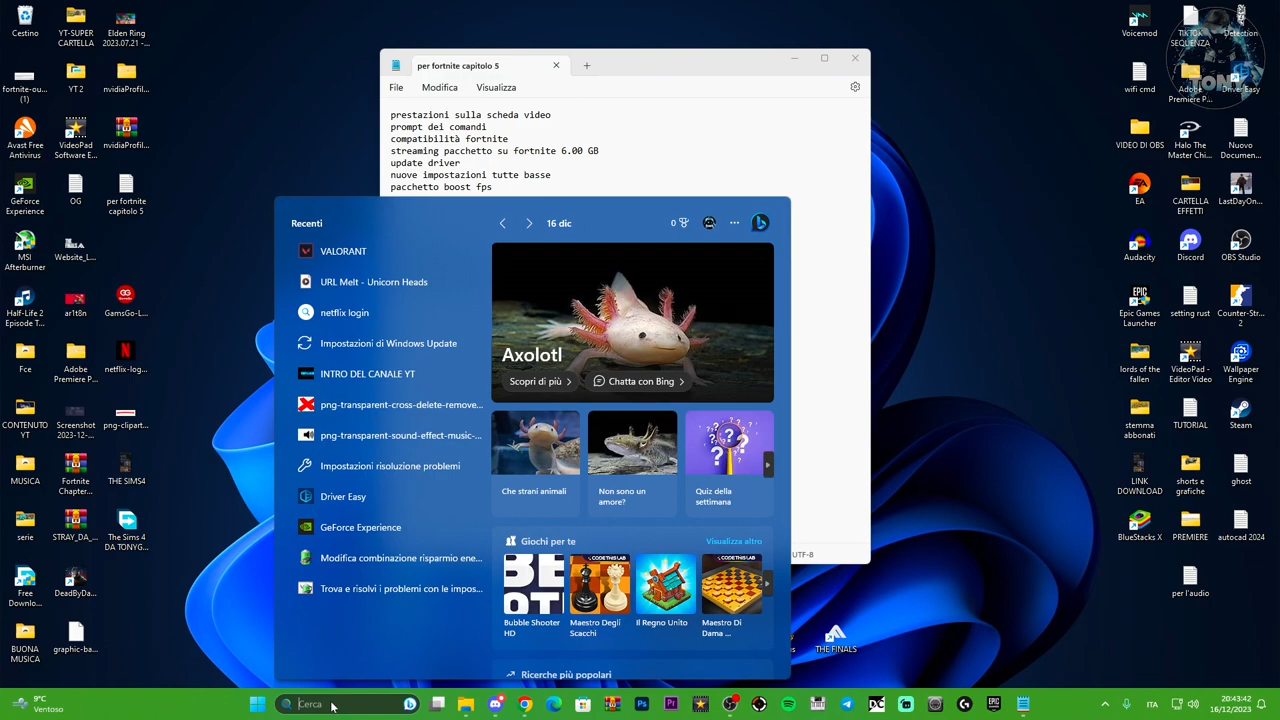 Cestino
YT-SUPER
CARTELLA
Elden Ring
2023.07.21 -...
fortnite-ou...
(1)
YT 2
nvidiaProfil...
Avast Free
Antivirus
VideoPad
Software E...
nvidiaProfil...
GeForce
Experience
OG
per fortnite
capitolo 5
MSI
Afterburner
Website_L...
Half-Life 2
Episode T...
ar1t8n
GamsGo-L...
Fce
Adobe
Premiere P...
netflix-log...
CONTENUTO
YT
Screenshot
2023-12-...
png-clipart...
MUSICA
Fortnite
Chapter...
THE SIMS4
serie
STRAY_DA_...
The Sims 4
DA TONYG...
Free
Downlo...
DeadByDa...
BUONA
MUSICA
graphic-ba...
per fortnite capitolo 5
File
Modifica
Visualizza
prestazioni sulla scheda video
prompt dei comandi
compatibilità fortnite
streaming pacchetto su fortnite 6.00 GB
update driver
nuove impostazioni tutte basse
pacchetto boost fps
UTF-8
Recenti
VALORANT
URL Melt - Unicorn Heads
netflix login
Impostazioni di Windows Update
INTRO DEL CANALE YT
png-transparent-cross-delete-remove...
png-transparent-sound-effect-music-...
Impostazioni risoluzione problemi
Driver Easy
GeForce Experience
Modifica combinazione risparmio ene...
Trova e risolvi i problemi con le impos...
16 dic
0
Axolotl
Scopri di più
Chatta con Bing
Che strani animali
Non sono un
amore?
Quiz della
settimana
Giochi per te
Visualizza altro
CODETHISLAB
CODETHISLAB
Bubble Shooter
HD
Maestro Degli
Scacchi
Il Regno Unito
Maestro Di
Dama ...
Ricerche più popolari
THE FINALS
Voicemod
TIKTOK
SEQUENZA
Detection
TONY
wifi cmd
Adobe
Premiere P...
Driver Easy
VIDEO DI OBS
Halo The
Master Chi...
Nuovo
Documen...
EA
CARTELLA
EFFETTI
LastDayOn...
Audacity
Discord
OBS Studio
Epic Games
Launcher
setting rust
Counter-Str...
2
lords of the
fallen
VideoPad -
Editor Video
Wallpaper
Engine
stemma
abbonati
TUTORIAL
Steam
LINK
DOWNLOAD
shorts e
grafiche
ghost
BlueStacks X
PREMIERE
autocad 2024
per l'audio
9°C
Ventoso
Cerca
ITA
20:43:42
16/12/2023